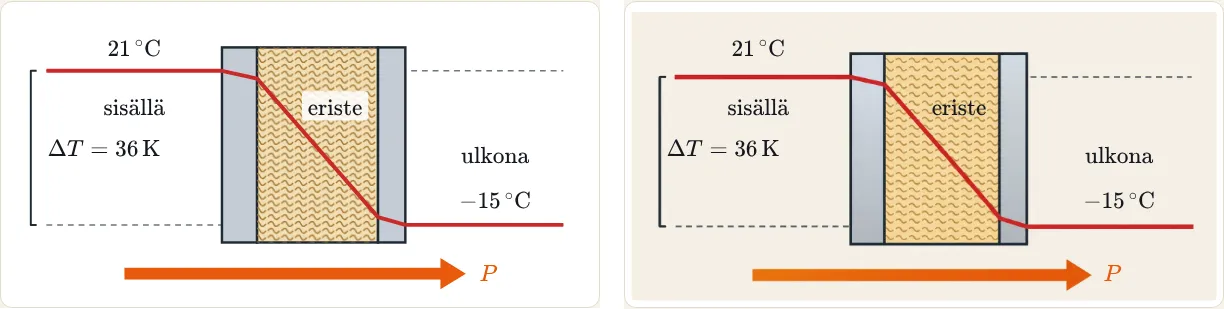 21 °C
sisällä
eriste
ΔT = 36 K
ulkona
−15 °C
P
21 °C
sisällä
eriste
ΔT = 36 K
ulkona
−15 °C
P